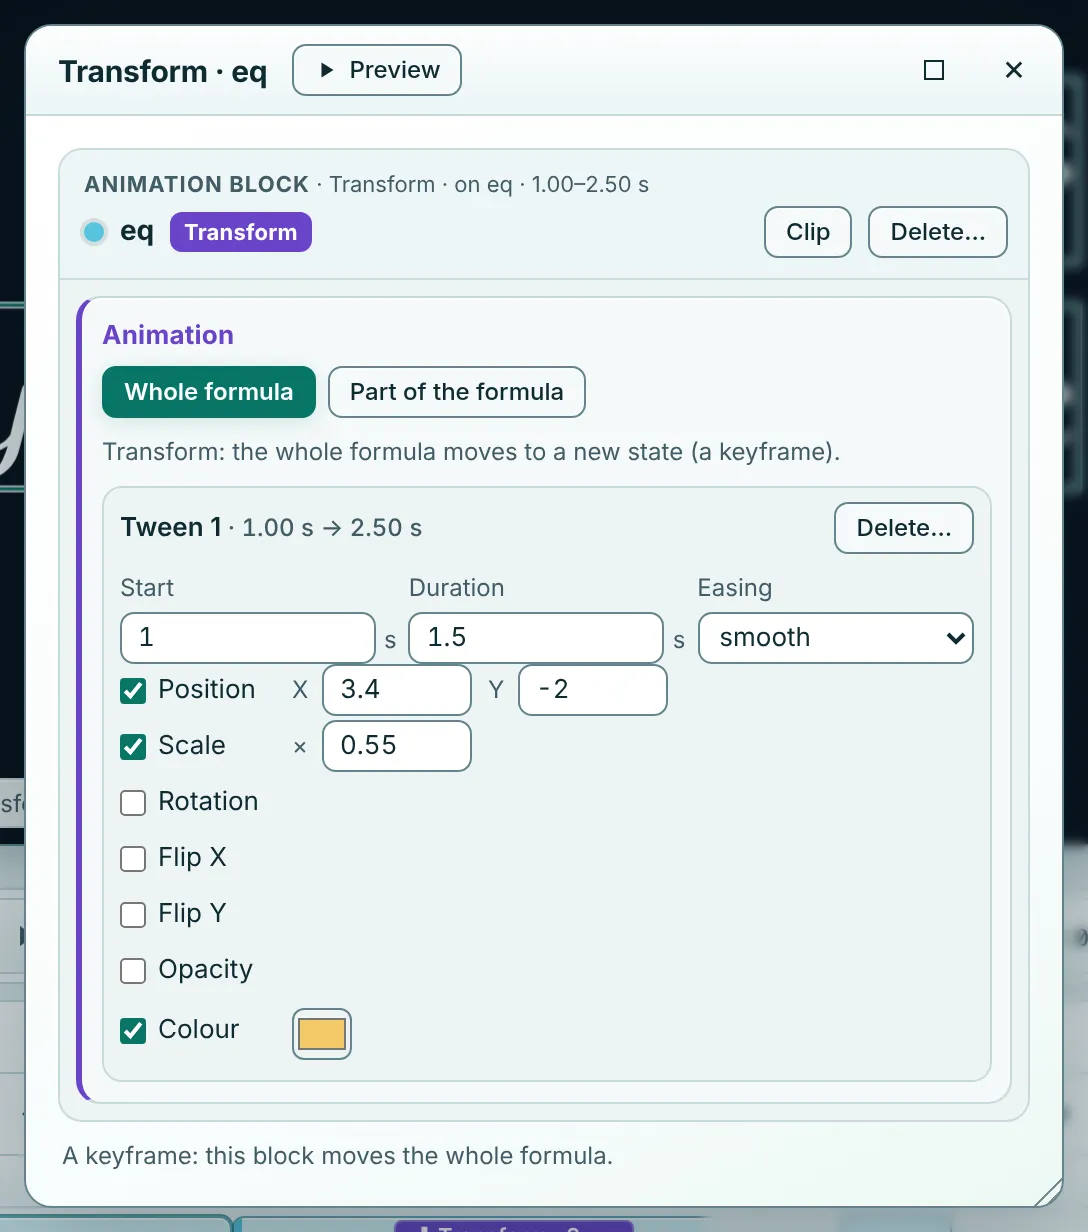 Transform · eq
Preview
ANIMATION BLOCK · Transform · on eq · 1.00–2.50 s
eq Transform Clip Delete...
Animation
Whole formula Part of the formula
Transform: the whole formula moves to a new state (a keyframe).
Tween 1 · 1.00 s → 2.50 s Delete...
Start Duration Easing
1 s 1.5 s smooth
Position X 3.4 Y -2
Scale × 0.55
Rotation
Flip X
Flip Y
Opacity
Colour
A keyframe: this block moves the whole formula.